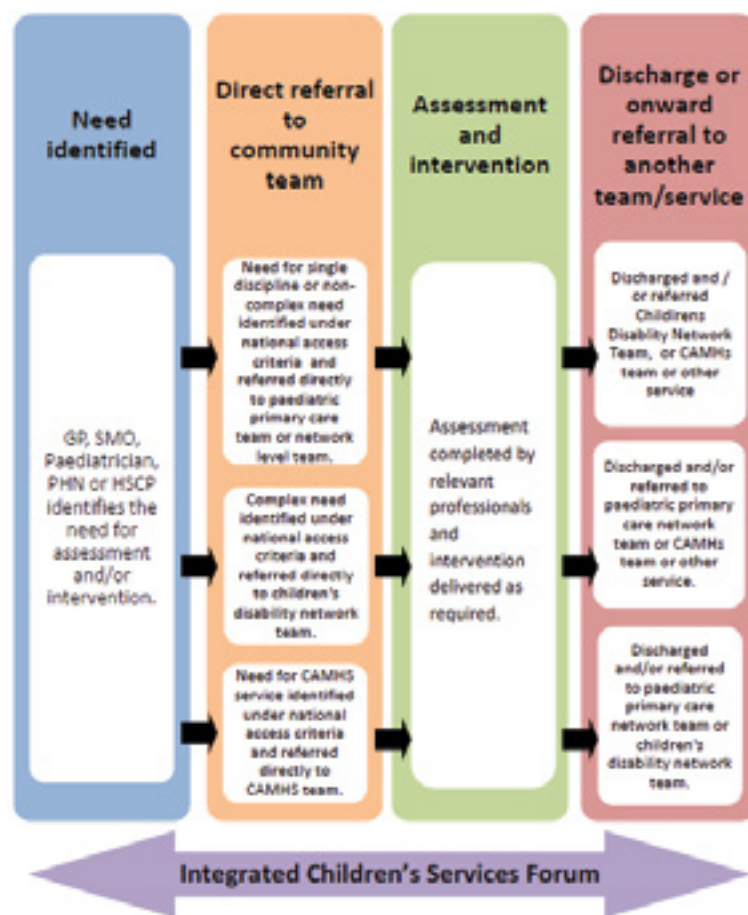 Need
identified
GP, SMO,
Paediatrician,
PHN or HSCP
identifies the
need for
assessment
and/or
intervention.
Direct referral
to
community
team
Need for single
discipline or non-
complex need
identified under
national access
criteria and
referred directly
to paediatric
primary care
team or network
level team.
Complex need
identified under
national access
criteria and
referred directly
to children's
disability network
team.
Need for CAMHS
service identified
under national
access criteria
and referred
directly to
CAMHS team.
Assessment
and
intervention
Assessment
completed by
relevant
professionals
and
intervention
delivered as
required.
Discharge or
onward
referral to
another
team/service
Discharged and /
or referred
Childrens
Disablity Network
Team, or CAMHs
team or other
service
Discharged and/or
referred to
paediatric primary
care network
team or CAMHs
team or other
service.
Discharged
and/or referred
to paediatric
primary care
network team or
children's
disability network
team.
Integrated Children's Services Forum